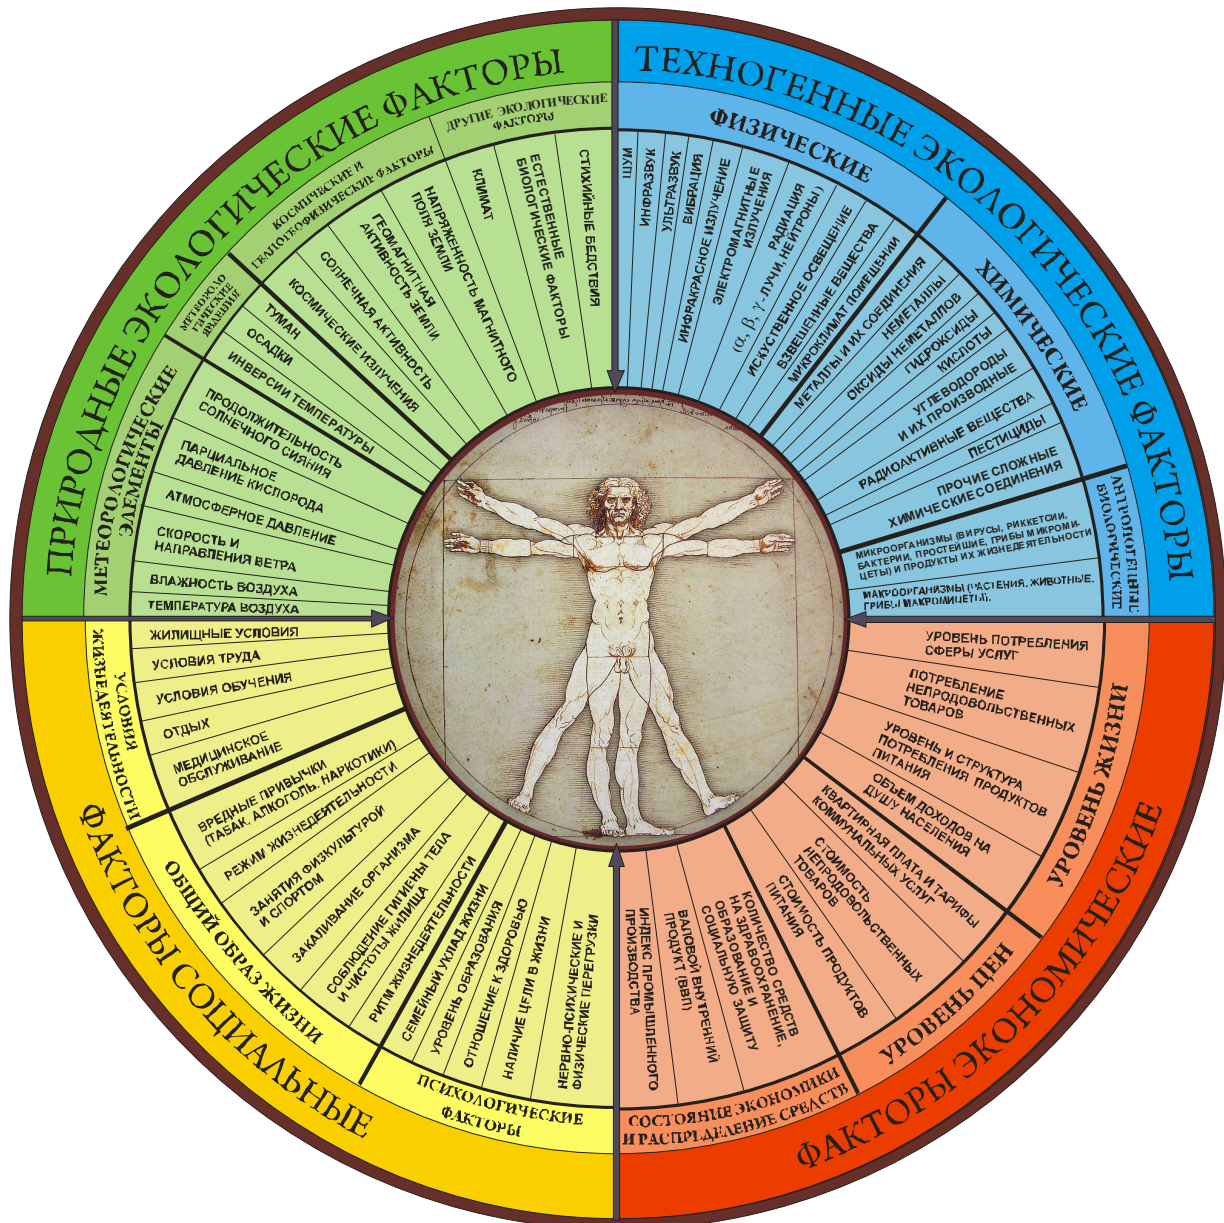 ПРИРОДНЫЕ ЭКОЛОГИЧЕСКИЕ ФАКТОРЫ
МЕТЕОРОЛОГИЧЕСКИЕ
ЭЛЕМЕНТЫ
ТЕМПЕРАТУРА ВОЗДУХА
ВЛАЖНОСТЬ ВОЗДУХА
СКОРОСТЬ И
НАПРАВЛЕНИЯ ВЕТРА
АТМОСФЕРНОЕ ДАВЛЕНИЕ
ПАРЦИАЛЬНОЕ
ДАВЛЕНИЕ КИСЛОРОДА
ПРОДОЛЖИТЕЛЬНОСТЬ
СОЛНЕЧНОГО СИЯНИЯ
МЕТЕОРОЛО
ГИЧЕСКИЕ
ЯВЛЕНИЯ
ИНВЕРСИИ ТЕМПЕРАТУРЫ
ОСАДКИ
ТУМАН
КОСМИЧЕСКИЕ И
ГЕЛИОГЕОФИЗИЧЕСКИЕ ФАКТОРЫ
КОСМИЧЕСКИЕ ИЗЛУЧЕНИЯ
СОЛНЕЧНАЯ АКТИВНОСТЬ
ГЕОМАГНИТНАЯ
АКТИВНОСТЬ ЗЕМЛИ
НАПРЯЖЕННОСТЬ МАГНИТНОГО
ПОЛЯ ЗЕМЛИ
ДРУГИЕ ЭКОЛОГИЧЕСКИЕ
ФАКТОРЫ
КЛИМАТ
ЕСТЕСТВЕННЫЕ
БИОЛОГИЧЕСКИЕ ФАКТОРЫ
СТИХИЙНЫЕ БЕДСТВИЯ
ТЕХНОГЕННЫЕ ЭКОЛОГИЧЕСКИЕ ФАКТОРЫ
ФИЗИЧЕСКИЕ
ШУМ
ИНФРАЗВУК
УЛЬТРАЗВУК
ВИБРАЦИЯ
ИНФРАКРАСНОЕ ИЗЛУЧЕНИЕ
ЭЛЕКТРОМАГНИТНЫЕ
ИЗЛУЧЕНИЯ
РАДИАЦИЯ
(α, β, γ - ЛУЧИ, НЕЙТРОНЫ)
ИСКУСТВЕННОЕ ОСВЕЩЕНИЕ
ВЗВЕШЕННЫЕ ВЕЩЕСТВА
МИКРОКЛИМАТ ПОМЕЩЕНИЙ
ХИМИЧЕСКИЕ
МЕТАЛЛЫ И ИХ СОЕДИНЕНИЯ
НЕМЕТАЛЛЫ
ОКСИДЫ НЕМЕТАЛЛОВ
ГИДРОКСИДЫ
КИСЛОТЫ
УГЛЕВОДОРОДЫ
И ИХ ПРОИЗВОДНЫЕ
РАДИОАКТИВНЫЕ ВЕЩЕСТВА
ПЕСТИЦИДЫ
ПРОЧИЕ СЛОЖНЫЕ
ХИМИЧЕСКИЕ СОЕДИНЕНИЯ
АНТРОПОГЕННЫЕ
БИОЛОГИЧЕСКИЕ
МИКРООРГАНИЗМЫ (ВИРУСЫ, РИККЕТСИИ,
БАКТЕРИИ, ПРОСТЕЙШИЕ, ГРИБЫ МИКРОМИ-
ЦЕТЫ) И ПРОДУКТЫ ИХ ЖИЗНЕДЕЯТЕЛЬНОСТИ
МАКРООРГАНИЗМЫ (РАСТЕНИЯ, ЖИВОТНЫЕ,
ГРИБЫ МАКРОМИЦЕТЫ).
ФАКТОРЫ ЭКОНОМИЧЕСКИЕ
УРОВЕНЬ ЖИЗНИ
УРОВЕНЬ ПОТРЕБЛЕНИЯ
СФЕРЫ УСЛУГ
ПОТРЕБЛЕНИЕ
НЕПРОДОВОЛЬСТВЕННЫХ
ТОВАРОВ
УРОВЕНЬ И СТРУКТУРА
ПОТРЕБЛЕНИЯ ПРОДУКТОВ
ПИТАНИЯ
ОБЪЕМ ДОХОДОВ НА
ДУШУ НАСЕЛЕНИЯ
УРОВЕНЬ ЦЕН
КВАРТИРНАЯ ПЛАТА И ТАРИФЫ
КОММУНАЛЬНЫХ УСЛУГ
СТОИМОСТЬ
НЕПРОДОВОЛЬСТВЕННЫХ
ТОВАРОВ
СТОИМОСТЬ ПРОДУКТОВ
ПИТАНИЯ
СОСТОЯНИЕ ЭКОНОМИКИ
И РАСПРЕДЕЛЕНИЕ СРЕДСТВ
КОЛИЧЕСТВО СРЕДСТВ
НА ЗДРАВООХРАНЕНИЕ,
ОБРАЗОВАНИЕ И
СОЦИАЛЬНУЮ ЗАЩИТУ
ВАЛОВОЙ ВНУТРЕННИЙ
ПРОДУКТ (ВВП)
ИНДЕКС ПРОМЫШЛЕННОГО
ПРОИЗВОДСТВА
ФАКТОРЫ СОЦИАЛЬНЫЕ
УСЛОВИЯ
ЖИЗНЕДЕЯТЕЛЬНОСТИ
ЖИЛИЩНЫЕ УСЛОВИЯ
УСЛОВИЯ ТРУДА
УСЛОВИЯ ОБУЧЕНИЯ
ОТДЫХ
МЕДИЦИНСКОЕ
ОБСЛУЖИВАНИЕ
ОБЩИЙ ОБРАЗ ЖИЗНИ
ВРЕДНЫЕ ПРИВЫЧКИ
(ТАБАК, АЛКОГОЛЬ, НАРКОТИКИ)
РЕЖИМ ЖИЗНЕДЕЯТЕЛЬНОСТИ
ЗАНЯТИЯ ФИЗКУЛЬТУРОЙ
И СПОРТОМ
ЗАКАЛИВАНИЕ ОРГАНИЗМА
СОБЛЮДЕНИЕ ГИГИЕНЫ ТЕЛА
И ЧИСТОТЫ ЖИЛИЩА
РИТМ ЖИЗНЕДЕЯТЕЛЬНОСТИ
ПСИХОЛОГИЧЕСКИЕ
ФАКТОРЫ
СЕМЕЙНЫЙ УКЛАД ЖИЗНИ
УРОВЕНЬ ОБРАЗОВАНИЯ
ОТНОШЕНИЕ К ЗДОРОВЬЮ
НАЛИЧИЕ ЦЕЛИ В ЖИЗНИ
НЕРВНО-ПСИХИЧЕСКИЕ И
ФИЗИЧЕСКИЕ ПЕРЕГРУЗКИ